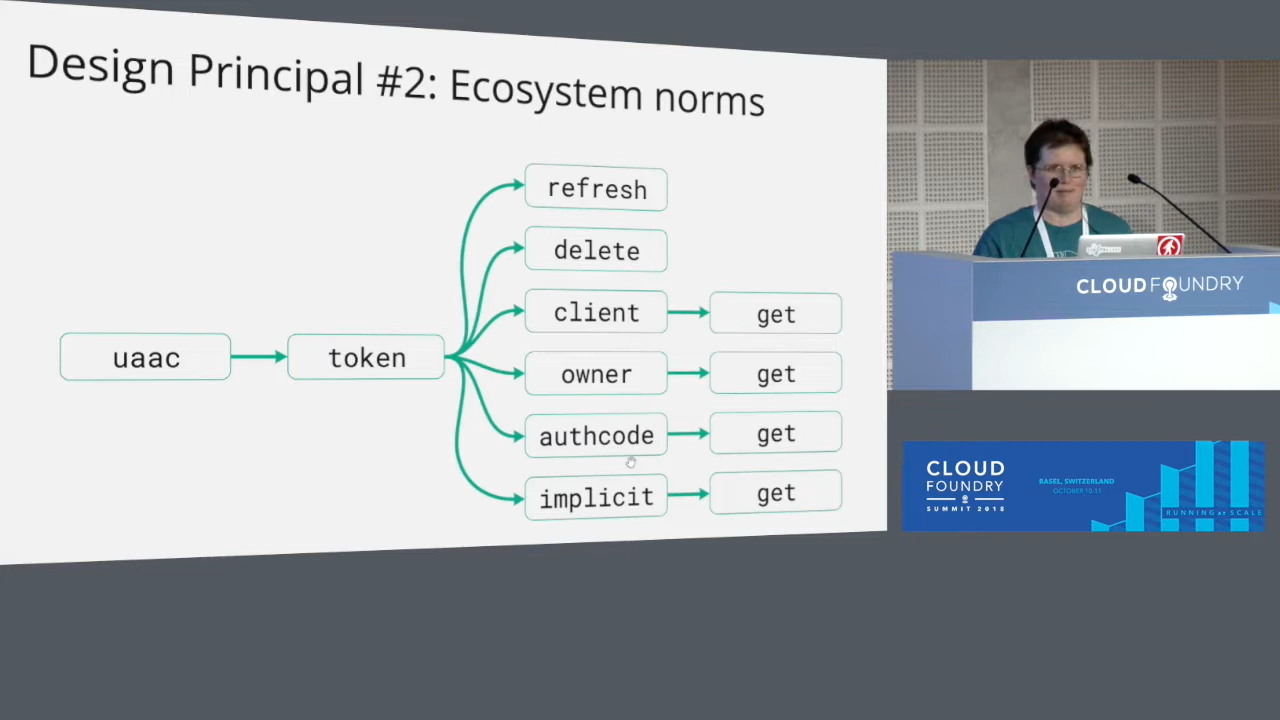 Design Principal #2: Ecosystem norms
refresh
delete
client
get
uaac
token
owner
get
authcode
get
implicit
get
CLOUD FOUNDRY
CLOUD
FOUNDRY
SUMMIT 2018
BASEL, SWITZERLAND
OCTOBER 10-11
RUNNING at SCALE